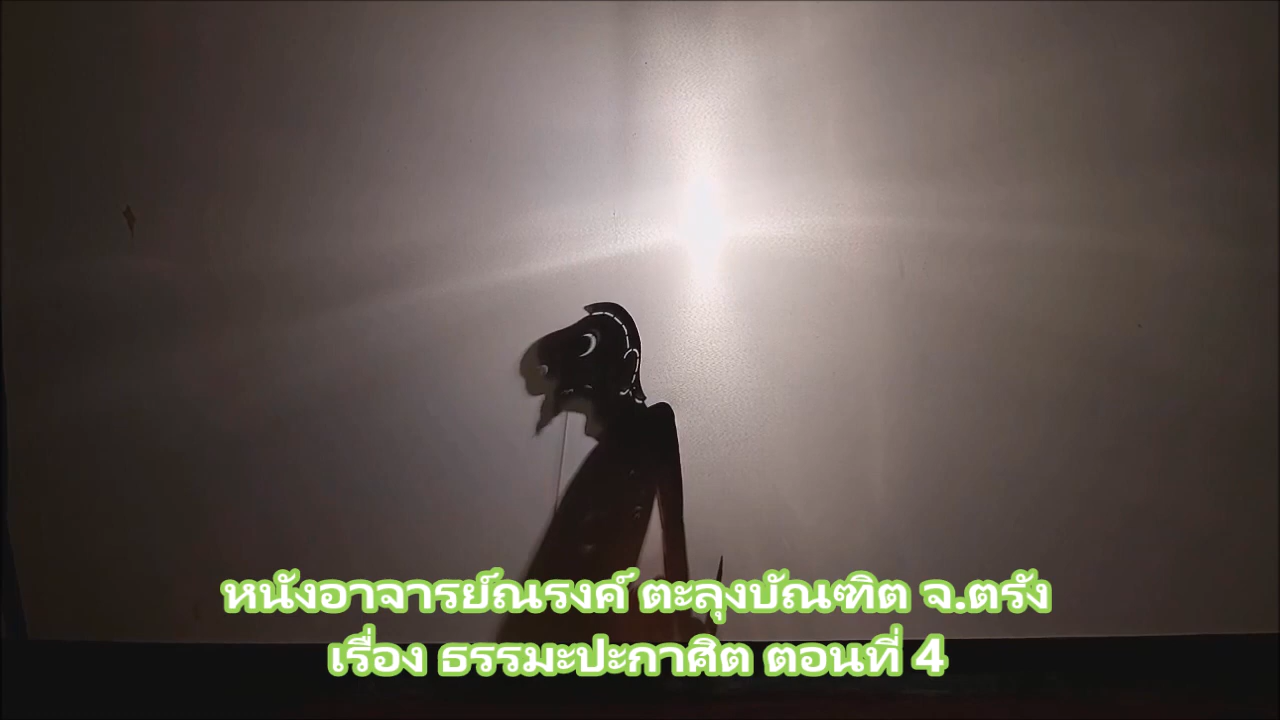 หนังอาจารย์ณรงค์ ตะลุงบัณฑิต จ.ตรัง
เรื่อง ธรรมะปะกาศิต ตอนที่ 4